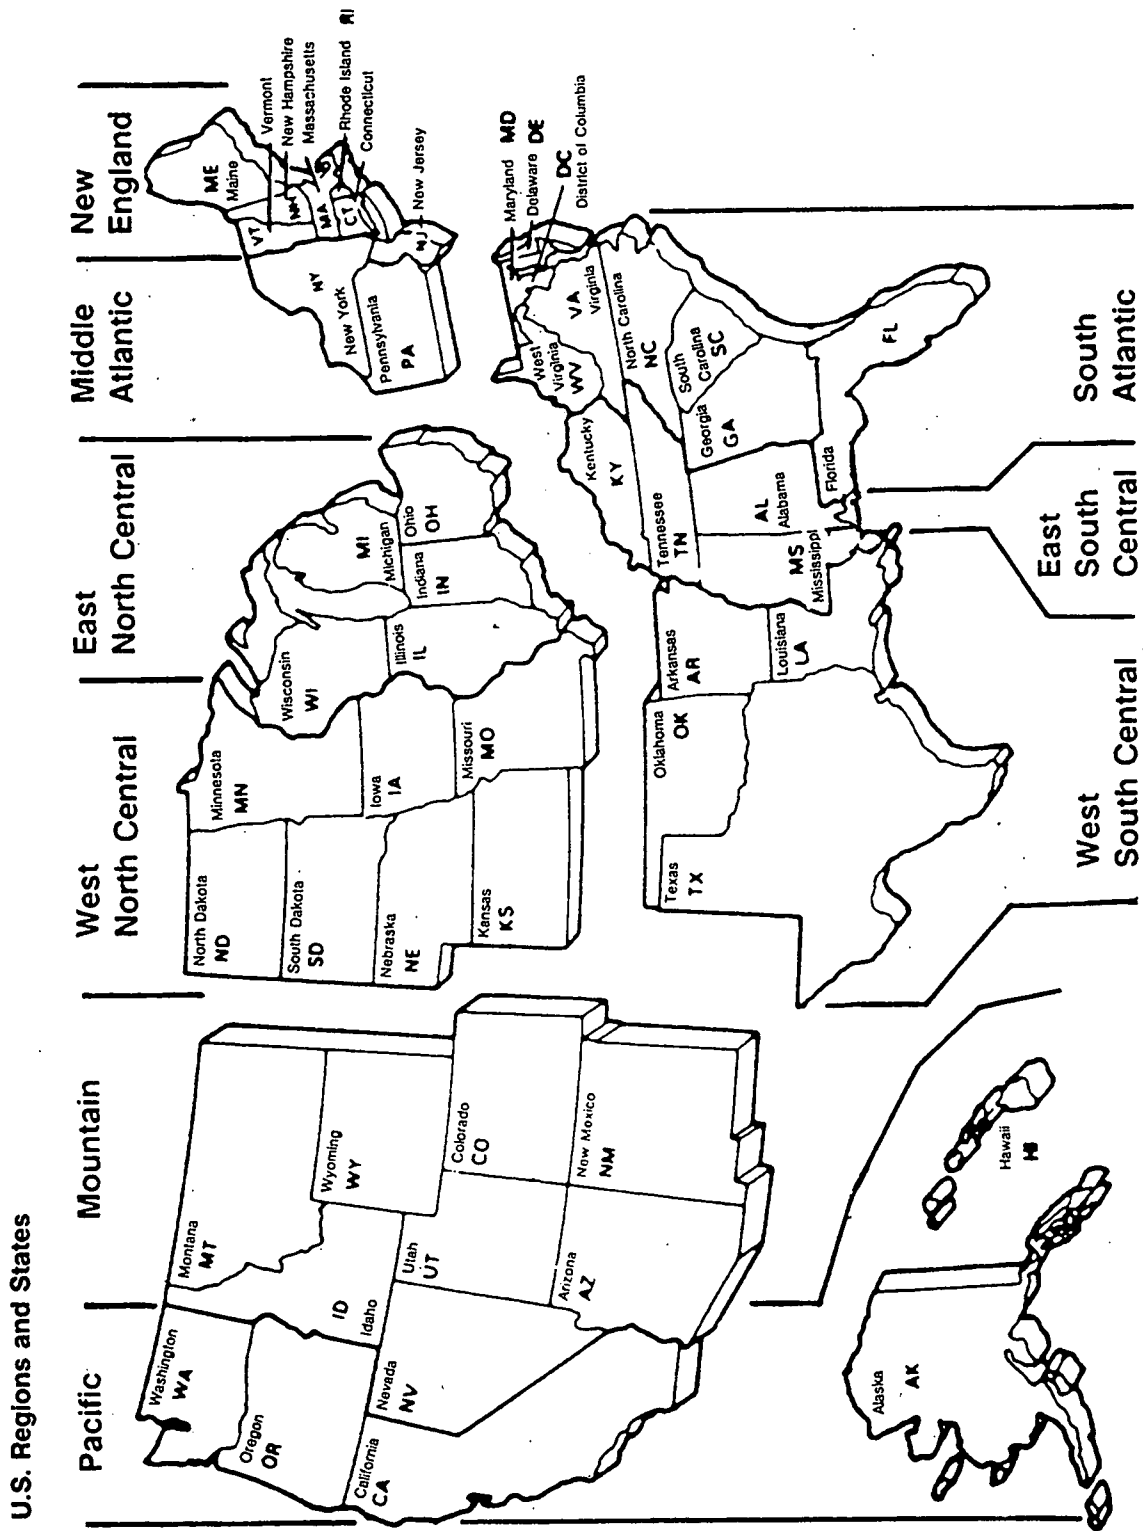 U.S. Regions and States
Pacific
Mountain
West
North Central
East
North Central
Middle
Atlantic
New
England
Washington
WA
Oregon
OR
California
CA
Nevada
NV
ID
Idaho
Montana
MT
Wyoming
WY
Utah
UT
Colorado
CO
Arizona
AZ
New Mexico
NM
North Dakota
ND
South Dakota
SD
Nebraska
NE
Kansas
KS
Minnesota
MN
Iowa
IA
Missouri
MO
Wisconsin
WI
Illinois
IL
MI
Michigan
Indiana
IN
Ohio
OH
NY
New York
Pennsylvania
PA
NJ
New Jersey
ME
Maine
VT
NH
MA
CT
Vermont
New Hampshire
Massachusetts
Rhode Island RI
Connecticut
Maryland MD
Delaware DE
DC
District of Columbia
West
Virginia
WV
VA
Virginia
North Carolina
NC
South
Carolina
SC
Georgia
GA
Florida
FL
Kentucky
KY
Tennessee
TN
AL
Alabama
MS
Mississippi
Arkansas
AR
Louisiana
LA
Oklahoma
OK
Texas
TX
Alaska
AK
Hawaii
HI
West
South Central
East
South
Central
South
Atlantic